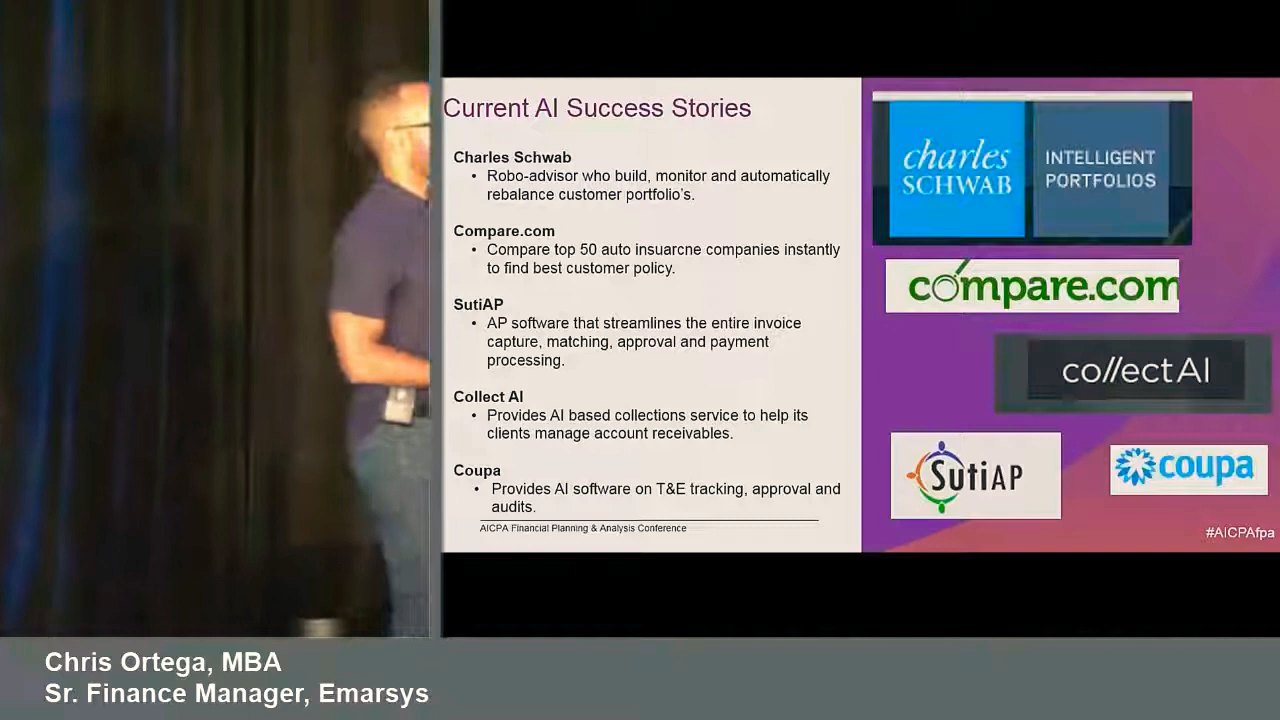 Current AI Success Stories
Charles Schwab
• Robo-advisor who build, monitor and automatically
rebalance customer portfolio's.
Compare.com
• Compare top 50 auto insuarcne companies instantly
to find best customer policy.
SutiAP
• AP software that streamlines the entire invoice
capture, matching, approval and payment
processing.
Collect AI
• Provides AI based collections service to help its
clients manage account receivables.
Coupa
• Provides AI software on T&E tracking, approval and
audits.
AICPA Financial Planning & Analysis Conference
charles
SCHWAB
INTELLIGENT
PORTFOLIOS
compare.com
collectAI
SutiAP
coupa
#AICPAfpa
Chris Ortega, MBA
Sr. Finance Manager, Emarsys